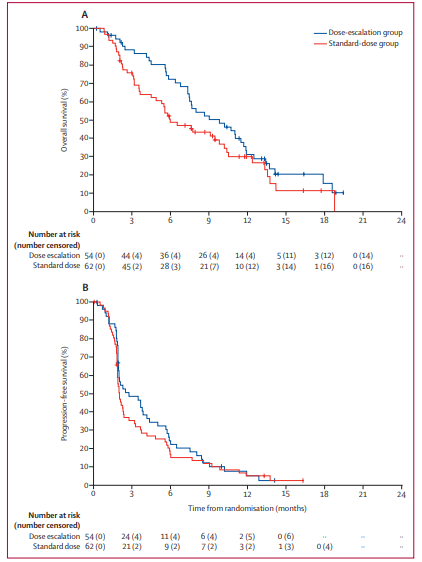 A
Dose-escalation group
Standard-dose group
Overall survival (%)
100
90
80
70
60
50
40
30
20
10
0
0 3 6 9 12 15 18 21 24
Number at risk
(number censored)
Dose escalation 54 (0) 44 (4) 36 (4) 26 (4) 14 (4) 5 (11) 3 (12) 0 (14) ..
Standard dose 62 (0) 45 (2) 28 (3) 21 (7) 10 (12) 3 (14) 1 (16) 0 (16) ..
B
Progression-free survival (%)
100
90
80
70
60
50
40
30
20
10
0
0 3 6 9 12 15 18 21 24
Time from randomisation (months)
Number at risk
(number censored)
Dose escalation 54 (0) 24 (4) 11 (4) 6 (4) 2 (5) 0 (6) .. .. ..
Standard dose 62 (0) 21 (2) 9 (2) 7 (2) 3 (2) 1 (3) 0 (4) .. ..